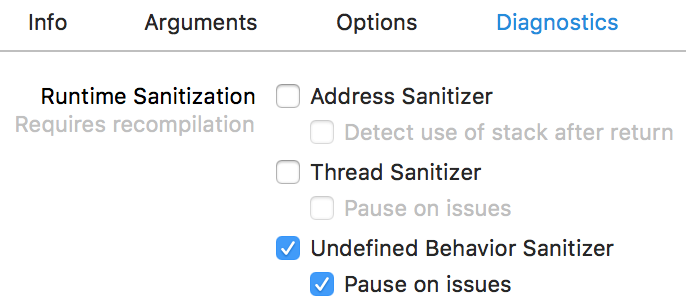 Info Arguments Options Diagnostics
Runtime Sanitization Address Sanitizer
Requires recompilation Detect use of stack after return
Thread Sanitizer
Pause on issues
Undefined Behavior Sanitizer
Pause on issues